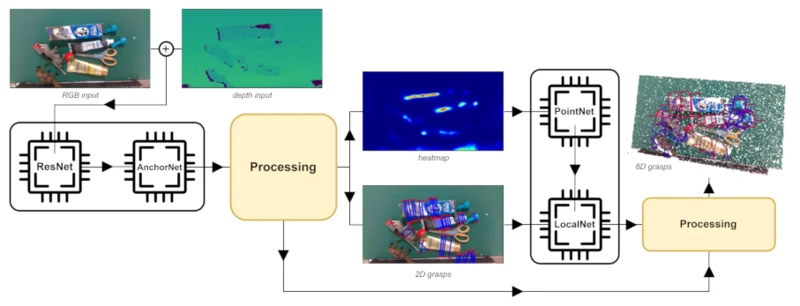 RGB input
depth input
ResNet
AnchorNet
Processing
heatmap
2D grasps
PointNet
LocalNet
6D grasps
Processing